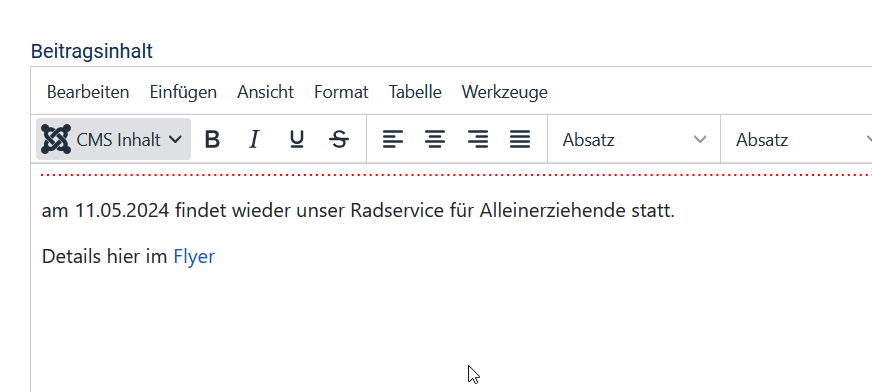 Beitragsinhalt
Bearbeiten Einfügen Ansicht Format Tabelle Werkzeuge
CMS Inhalt B I U S Absatz Absatz
am 11.05.2024 findet wieder unser Radservice für Alleinerziehende statt.
Details hier im Flyer